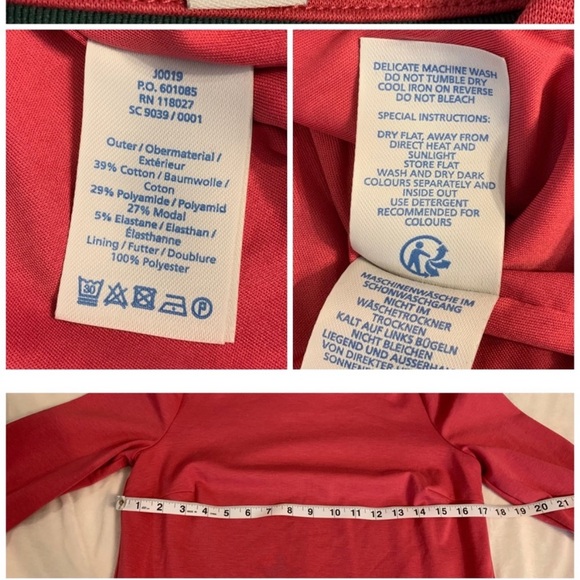 J0019
P.O. 601085
RN 118027
SC 9039 / 0001
Outer / Obermaterial /
Extérieur
39% Cotton / Baumwolle /
Coton
29% Polyamide / Polyamid
27% Modal
5% Elastane / Elasthan /
Élasthanne
Lining / Futter / Doublure
100% Polyester
30
P
DELICATE MACHINE WASH
DO NOT TUMBLE DRY
COOL IRON ON REVERSE
DO NOT BLEACH
SPECIAL INSTRUCTIONS:
DRY FLAT, AWAY FROM
DIRECT HEAT AND
SUNLIGHT
STORE FLAT
WASH AND DRY DARK
COLOURS SEPARATELY AND
INSIDE OUT
USE DETERGENT
RECOMMENDED FOR
COLOURS
MASCHINENWÄSCHE IM
SCHONWASCHGANG
NICHT IM
WÄSCHETROCKNER
TROCKNEN
KALT AUF LINKS BÜGELN
NICHT BLEICHEN
LIEGEND UND AUSSERHALB
VON DIREKTER
1 2 3 4 5 6 7 8 9 10 11 12 13 14 15 16 17 18 19 20 21